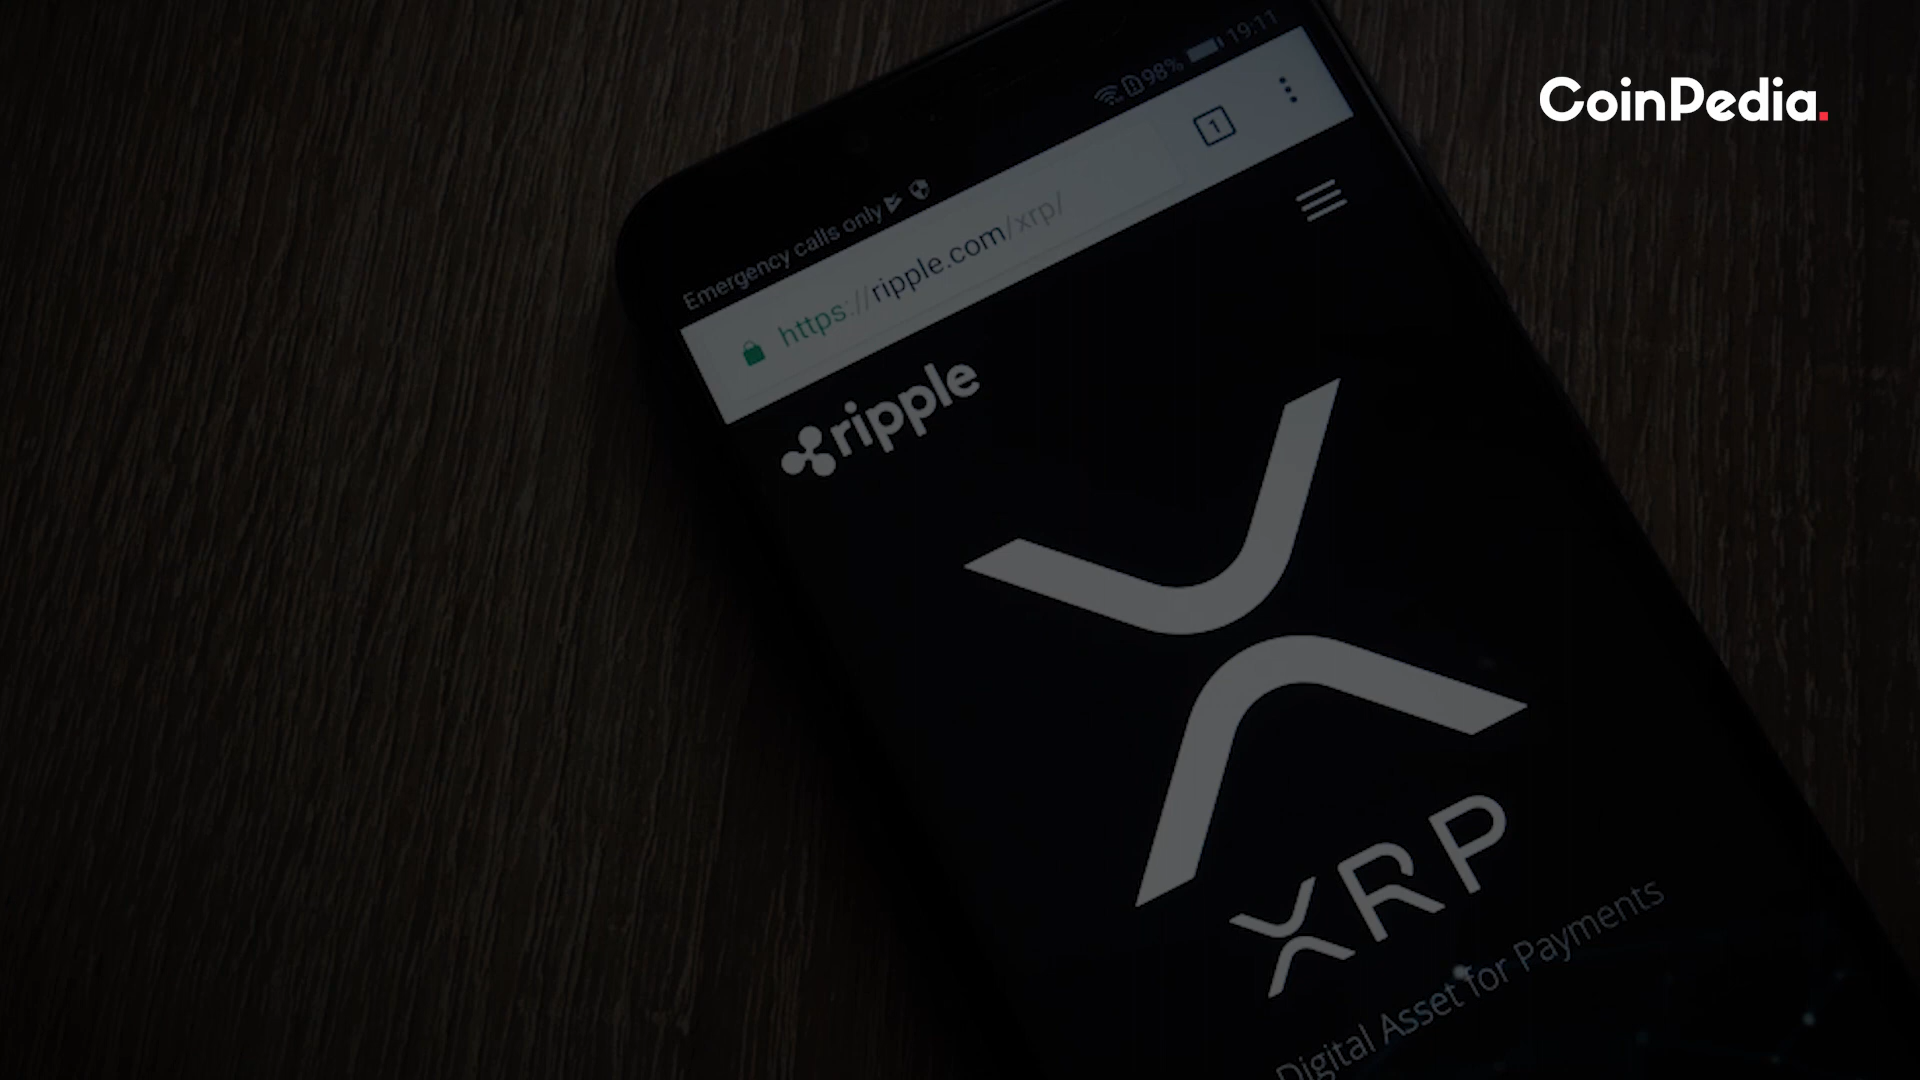 CoinPedia.
Emergency calls only 98% 19:11
https://ripple.com/xrp/
1
ripple
XRP
Digital Asset for Payments